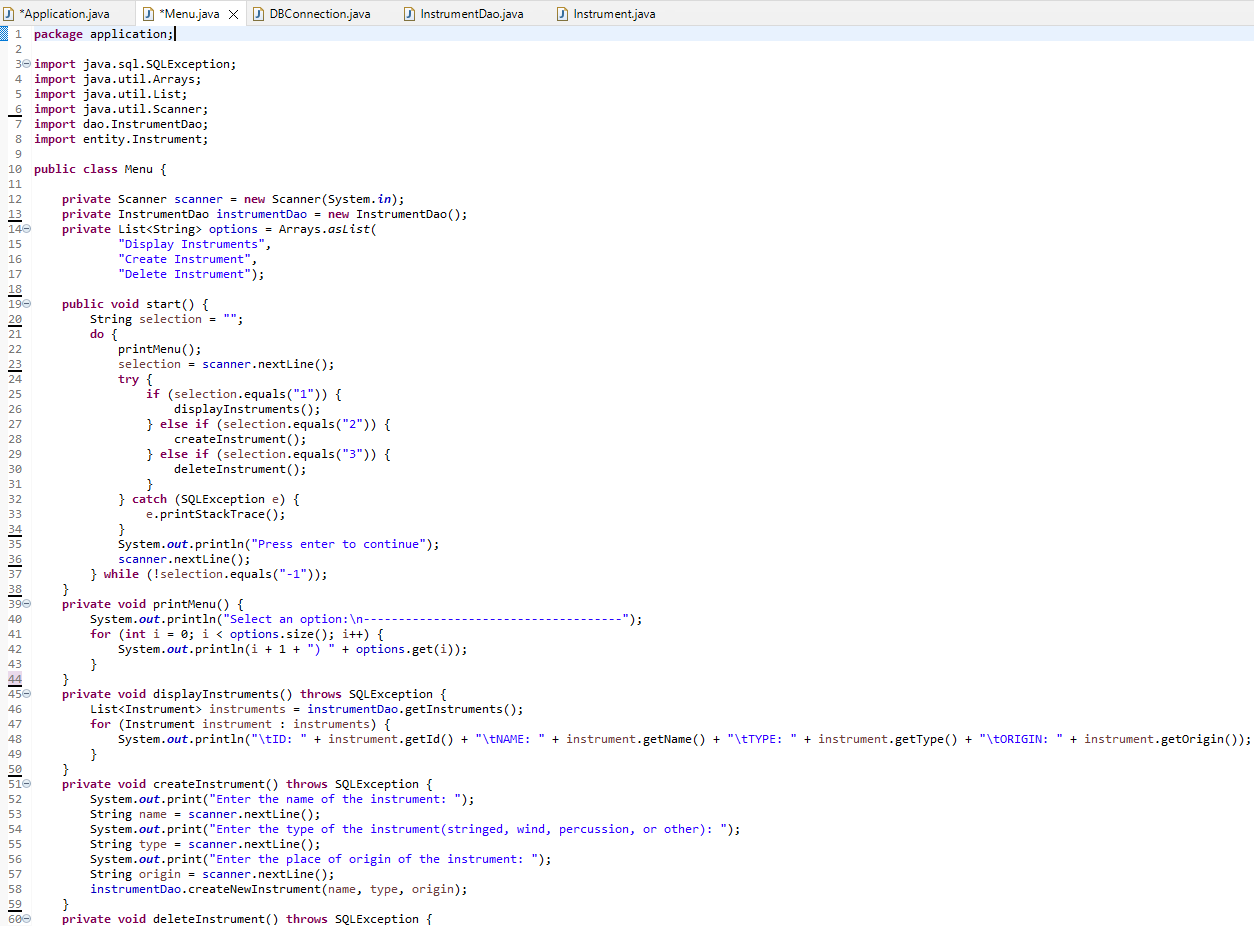 *Application.java *Menu.java DBConnection.java InstrumentDao.java Instrument.java
1 package application;
2
3 import java.sql.SQLException;
4 import java.util.Arrays;
5 import java.util.List;
6 import java.util.Scanner;
7 import dao.InstrumentDao;
8 import entity.Instrument;
9
10 public class Menu {
11
12     private Scanner scanner = new Scanner(System.in);
13     private InstrumentDao instrumentDao = new InstrumentDao();
14     private List<String> options = Arrays.asList(
15             "Display Instruments",
16             "Create Instrument",
17             "Delete Instrument");
18
19     public void start() {
20         String selection = "";
21         do {
22             printMenu();
23             selection = scanner.nextLine();
24             try {
25                 if (selection.equals("1")) {
26                     displayInstruments();
27                 } else if (selection.equals("2")) {
28                     createInstrument();
29                 } else if (selection.equals("3")) {
30                     deleteInstrument();
31                 }
32             } catch (SQLException e) {
33                 e.printStackTrace();
34             }
35             System.out.println("Press enter to continue");
36             scanner.nextLine();
37         } while (!selection.equals("-1"));
38     }
39     private void printMenu() {
40         System.out.println("Select an option:\n-------------------------------------");
41         for (int i = 0; i < options.size(); i++) {
42             System.out.println(i + 1 + ") " + options.get(i));
43         }
44     }
45     private void displayInstruments() throws SQLException {
46         List<Instrument> instruments = instrumentDao.getInstruments();
47         for (Instrument instrument : instruments) {
48             System.out.println("\tID: " + instrument.getId() + "\tNAME: " + instrument.getName() + "\tTYPE: " + instrument.getType() + "\tORIGIN: " + instrument.getOrigin());
49         }
50     }
51     private void createInstrument() throws SQLException {
52         System.out.print("Enter the name of the instrument: ");
53         String name = scanner.nextLine();
54         System.out.print("Enter the type of the instrument(stringed, wind, percussion, or other): ");
55         String type = scanner.nextLine();
56         System.out.print("Enter the place of origin of the instrument: ");
57         String origin = scanner.nextLine();
58         instrumentDao.createNewInstrument(name, type, origin);
59     }
60     private void deleteInstrument() throws SQLException {